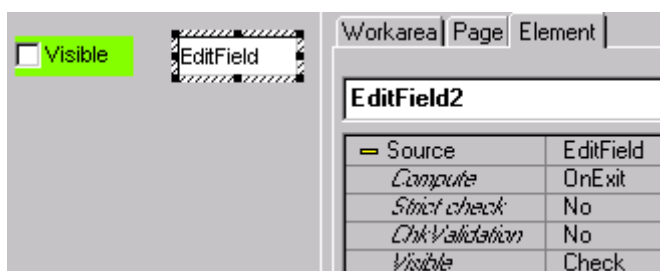 Visible
EditField
Workarea Page Element
EditField2
Source EditField
Compute OnExit
Strict check No
ChkValidation No
Visible Check